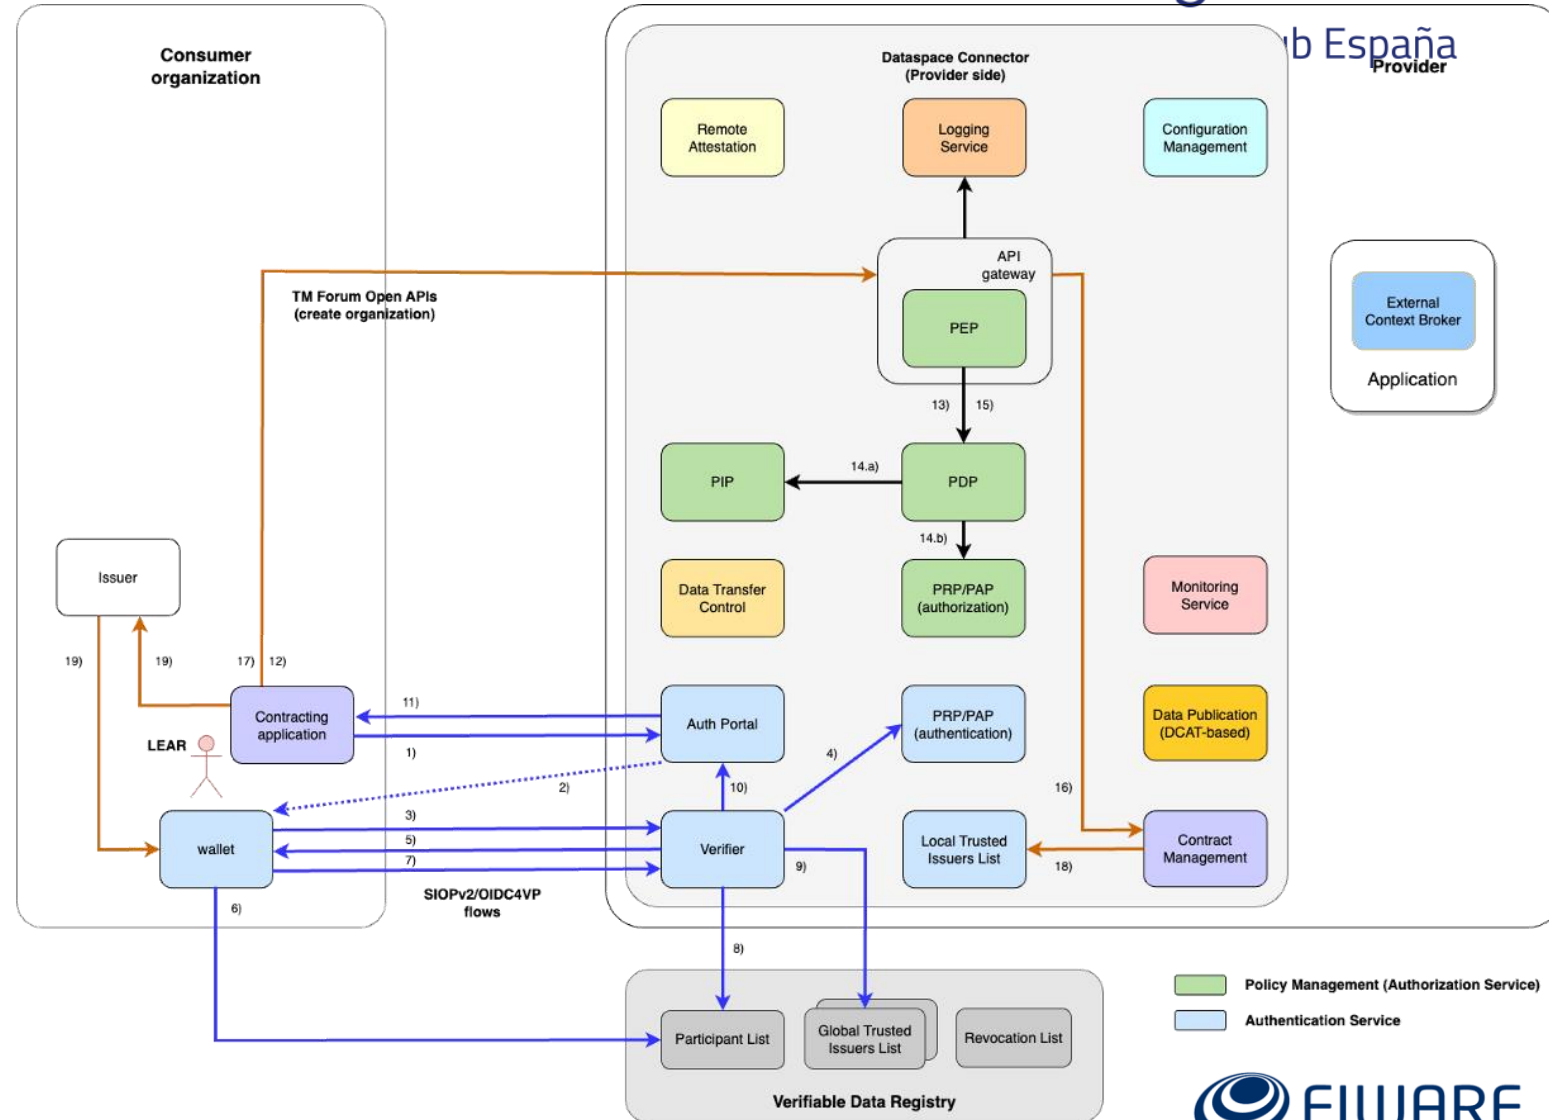 Consumer
organization
Dataspace Connector
(Provider side)
b España
Provider
Remote
Attestation
Logging
Service
Configuration
Management
API
gateway
PEP
TM Forum Open APIs
(create organization)
External
Context Broker
Application
13)
15)
PIP
14.a)
PDP
14.b)
Issuer
Data Transfer
Control
PRP/PAP
(authorization)
Monitoring
Service
19)
19)
17)
12)
Contracting
application
11)
1)
Auth Portal
PRP/PAP
(authentication)
Data Publication
(DCAT-based)
LEAR
2)
10)
4)
16)
wallet
3)
5)
7)
Verifier
9)
Local Trusted
Issuers List
18)
Contract
Management
SIOPv2/OIDC4VP
flows
6)
8)
Participant List
Global Trusted
Issuers List
Revocation List
Verifiable Data Registry
Policy Management (Authorization Service)
Authentication Service
FIWARE